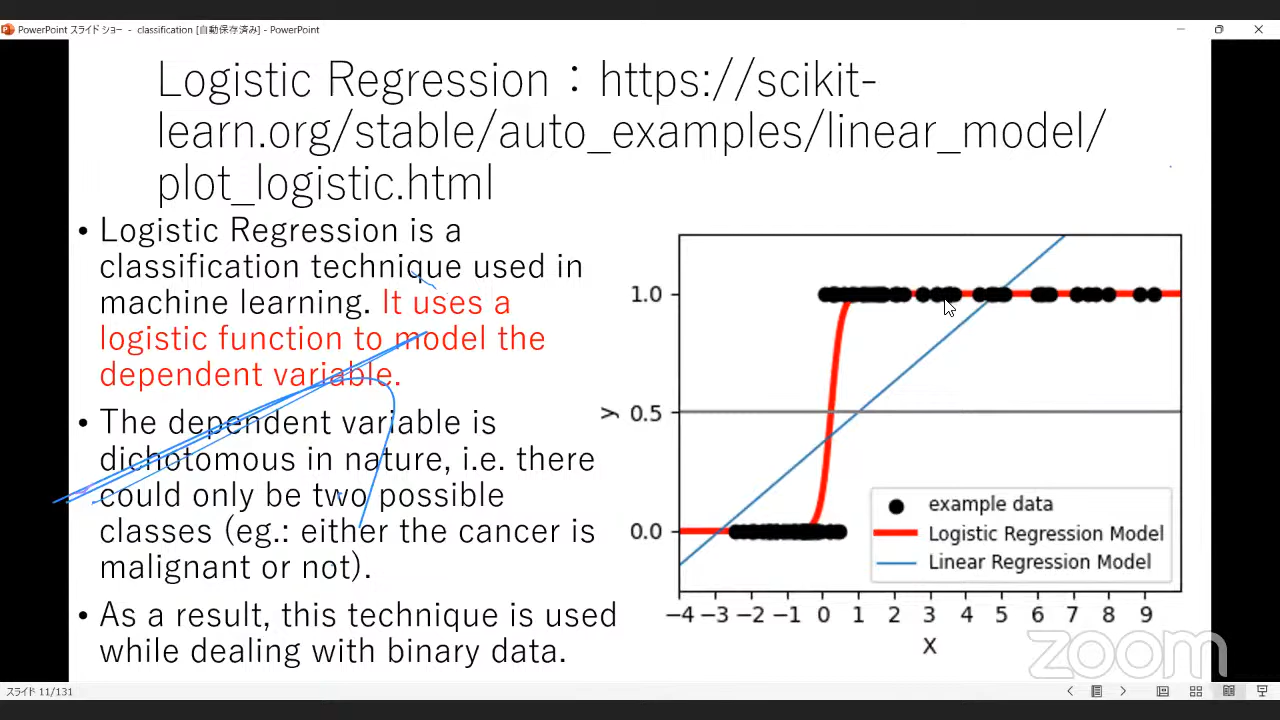 PowerPoint スライド ショー - classification [自動保存済み] - PowerPoint
Logistic Regression：https://scikit-
learn.org/stable/auto_examples/linear_model/
plot_logistic.html
• Logistic Regression is a
classification technique used in
machine learning. It uses a
logistic function to model the
dependent variable.
• The dependent variable is
dichotomous in nature, i.e. there
could only be two possible
classes (eg.: either the cancer is
malignant or not).
• As a result, this technique is used
while dealing with binary data.
1.0
0.5
0.0
y
example data
Logistic Regression Model
Linear Regression Model
−4 −3 −2 −1 0 1 2 3 4 5 6 7 8 9
X
zoom
スライド 11/131